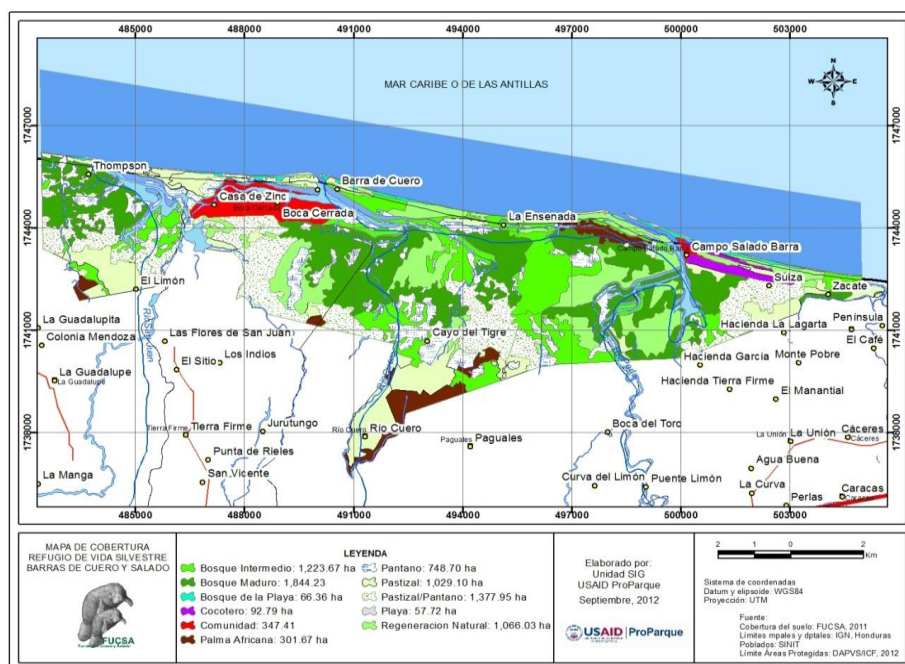 485000 488000 491000 494000 497000 500000 503000
MAR CARIBE O DE LAS ANTILLAS
N
W E
S
1747000 1747000
Thompson
Barra de Cuero
Casa de Zinc
Boca Cerrada
La Ensenada
1744000 1744000
Campo Salado Barra
Suiza
El Limón
Zacate
1741000 1741000
La Guadalupita
Colonia Mendoza
Las Flores de San Juan
Río San Juan
Cayo del Tigre
Hacienda La Lagarta
Península
El Café
El Sitio
Los Indios
La Guadalupe
La Guadalupe
Hacienda García
Monte Pobre
Hacienda Tierra Firme
El Manantial
1738000 1738000
Tierra Firme
Tierra Firme
Jurutungo
Río Cuero
Río Cuero
Paguales
Paguales
Boca del Toro
La Unión
La Unión
Cáceres
Cáceres
Punta de Rieles
La Manga
San Vicente
Curva del Limón
Puente Limón
Agua Buena
La Curva
Perlas
Caracas
Caracas
485000 488000 491000 494000 497000 500000 503000
MAPA DE COBERTURA
REFUGIO DE VIDA SILVESTRE
BARRAS DE CUERO Y SALADO
FUCSA
LEYENDA
Bosque Intermedio: 1,223.67 ha
Bosque Maduro: 1,844.23
Bosque de la Playa: 66.36 ha
Cocotero: 92.79 ha
Comunidad: 347.41
Palma Africana: 301.67 ha
Pantano: 748.70 ha
Pastizal: 1,029.10 ha
Pastizal/Pantano: 1,377.95 ha
Playa: 57.72 ha
Regeneracion Natural: 1,066.03 ha
Elaborado por:
Unidad SIG
USAID ProParque
Septiembre, 2012
USAID ProParque
2 1 0 2
Km
Sistema de coordenadas
Datum y elipsoide: WGS84
Proyección: UTM
Fuente:
Cobertura del suelo: FUCSA, 2011
Límites mpales y dptales: IGN, Honduras
Poblados: SINIT
Límite Áreas Protegidas: DAPVS/ICF, 2012